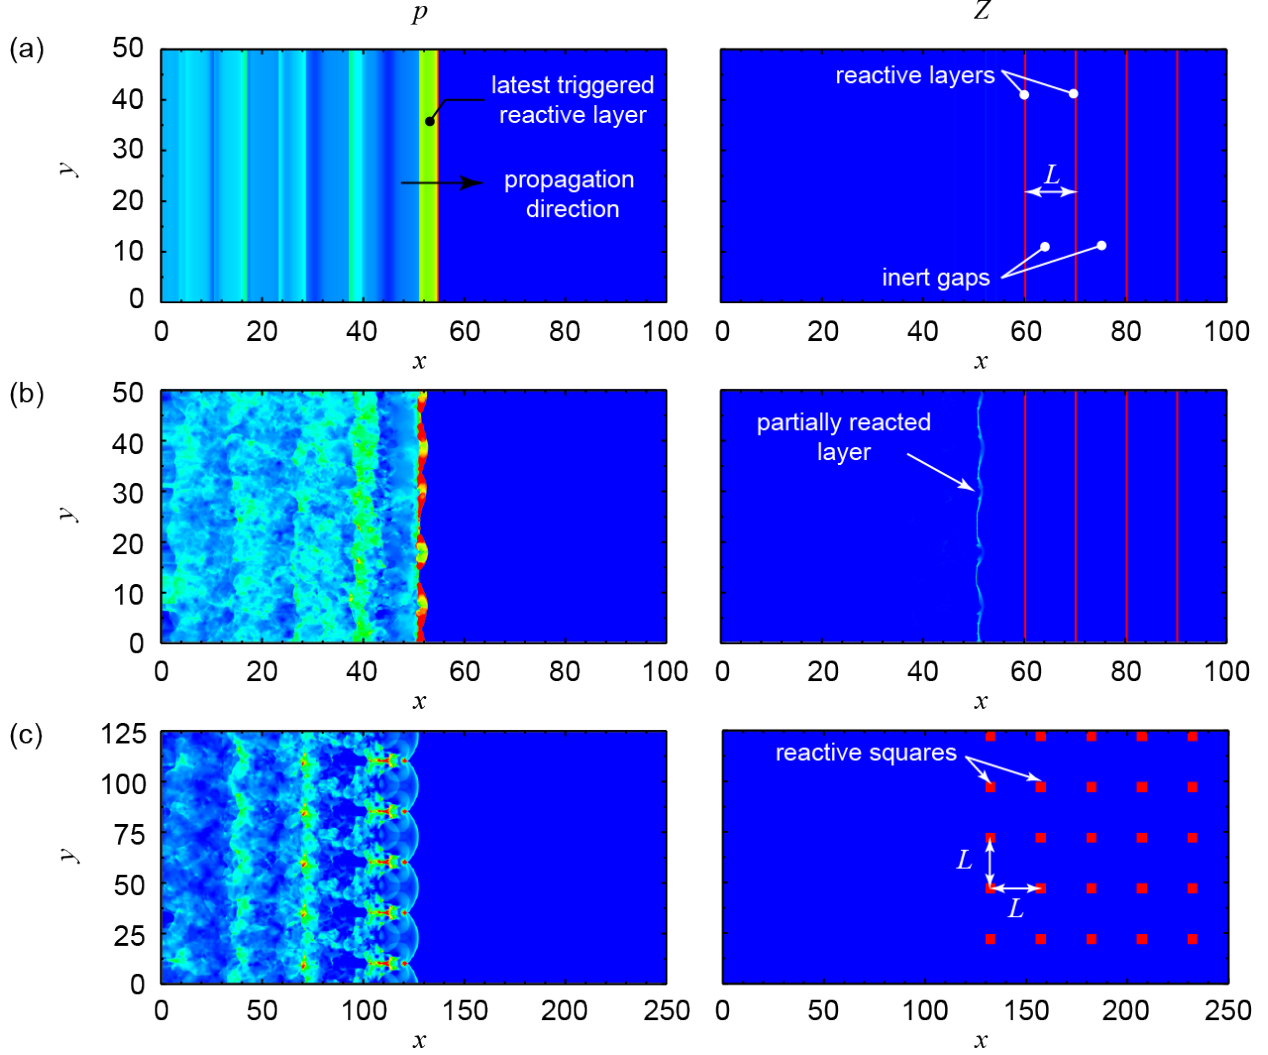 p Z
(a)
50 40 30 20 10 0
y
latest triggered
reactive layer
propagation
direction
0 20 40 60 60 100
x
reactive layers
L
inert gaps
0 20 40 60 80 100
x
(b)
50 40 30 20 10 0
y
0 20 40 60 80 100
x
partially reacted
layer
0 20 40 60 80 100
x
(c)
125 100 75 50 25 0
y
0 50 100 150 200 250
x
reactive squares
L
L
0 50 100 150 200 250
x